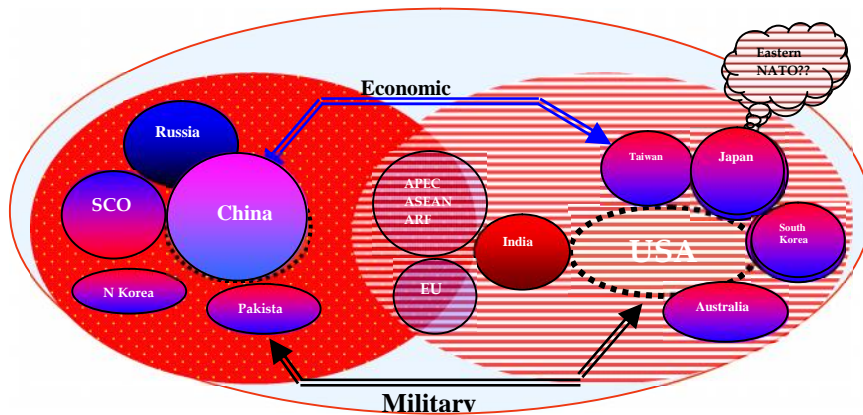 Eastern
NATO??
Economic
Russia
Taiwan
Japan
SCO
China
APEC
ASEAN
ARF
India
USA
South
Korea
N Korea
Pakista
EU
Australia
Military